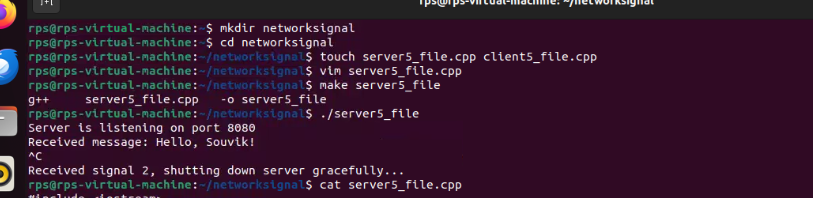 rps@rps-virtual-machine: ~/networksignal
rps@rps-virtual-machine:~$ mkdir networksignal
rps@rps-virtual-machine:~$ cd networksignal
rps@rps-virtual-machine:~/networksignal$ touch server5_file.cpp client5_file.cpp
rps@rps-virtual-machine:~/networksignal$ vim server5_file.cpp
rps@rps-virtual-machine:~/networksignal$ make server5_file
g++     server5_file.cpp   -o server5_file
rps@rps-virtual-machine:~/networksignal$ ./server5_file
Server is listening on port 8080
Received message: Hello, Souvik!
^C
Received signal 2, shutting down server gracefully...
rps@rps-virtual-machine:~/networksignal$ cat server5_file.cpp
#include <iostream>